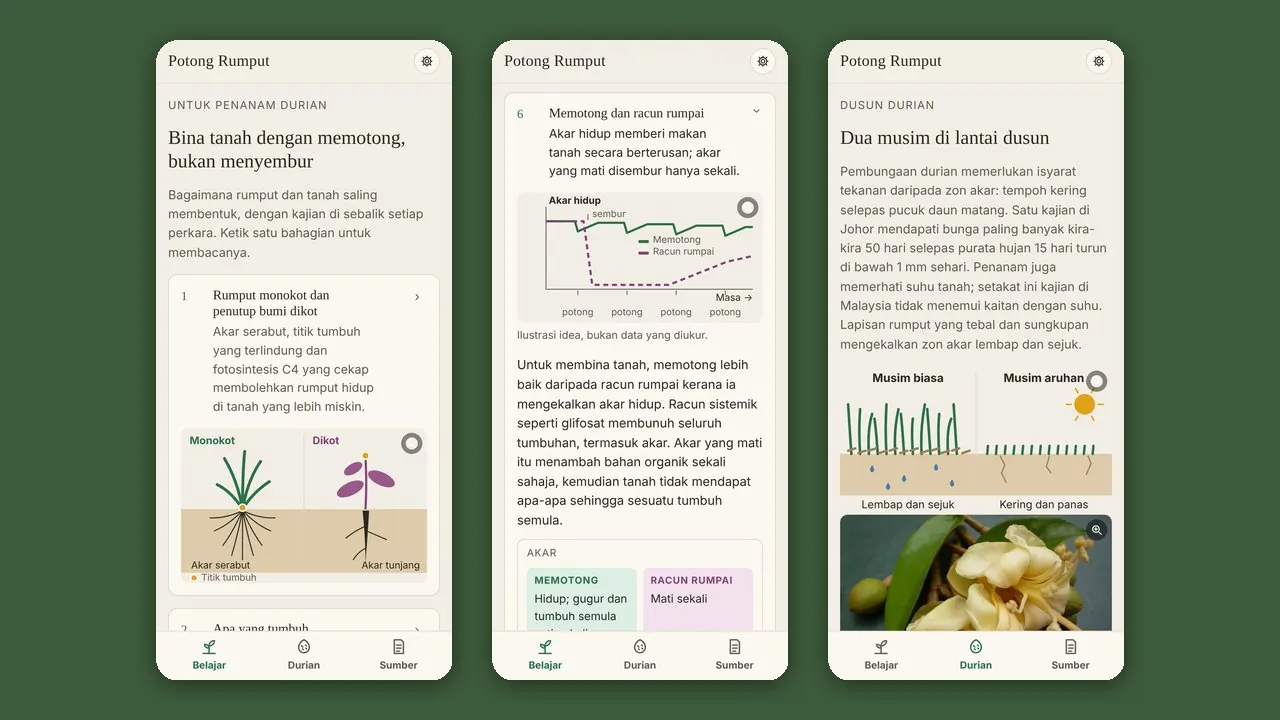 Potong Rumput
UNTUK PENANAM DURIAN
Bina tanah dengan memotong,
bukan menyembur
Bagaimana rumput dan tanah saling
membentuk, dengan kajian di sebalik setiap
perkara. Ketik satu bahagian untuk
membacanya.
1
Rumput monokot dan
penutup bumi dikot
Akar serabut, titik tumbuh
yang terlindung dan
fotosintesis C4 yang cekap
membolehkan rumput hidup
di tanah yang lebih miskin.
Monokot
Dikot
Akar serabut
Akar tunjang
Titik tumbuh
2
Apa yang tumbuh
Belajar
Durian
Sumber
Potong Rumput
6
Memotong dan racun rumpai
Akar hidup memberi makan
tanah secara berterusan; akar
yang mati disembur hanya sekali.
Akar hidup
sembur
Memotong
Racun rumpai
Masa →
potong potong potong potong
Ilustrasi idea, bukan data yang diukur.
Untuk membina tanah, memotong lebih
baik daripada racun rumpai kerana ia
mengekalkan akar hidup. Racun sistemik
seperti glifosat membunuh seluruh
tumbuhan, termasuk akar. Akar yang mati
itu menambah bahan organik sekali
sahaja, kemudian tanah tidak mendapat
apa-apa sehingga sesuatu tumbuh
semula.
AKAR
MEMOTONG
Hidup; gugur dan
tumbuh semula
RACUN RUMPAI
Mati sekali
Belajar
Durian
Sumber
Potong Rumput
DUSUN DURIAN
Dua musim di lantai dusun
Pembungaan durian memerlukan isyarat
tekanan daripada zon akar: tempoh kering
selepas pucuk daun matang. Satu kajian di
Johor mendapati bunga paling banyak kira-
kira 50 hari selepas purata hujan 15 hari turun
di bawah 1 mm sehari. Penanam juga
memerhati suhu tanah; setakat ini kajian di
Malaysia tidak menemui kaitan dengan suhu.
Lapisan rumput yang tebal dan sungkupan
mengekalkan zon akar lembap dan sejuk.
Musim biasa
Musim aruhan
Lembap dan sejuk
Kering dan panas
Belajar
Durian
Sumber